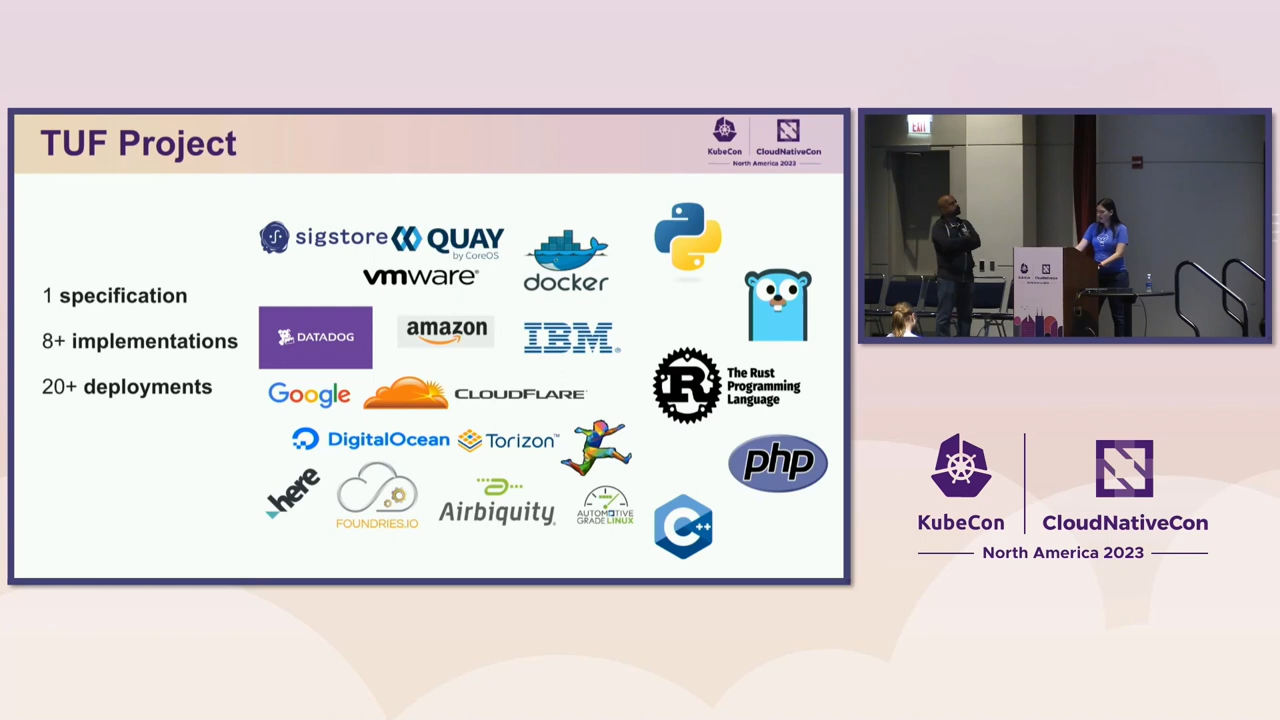 TUF Project
KubeCon
CloudNativeCon
North America 2023
1 specification
8+ implementations
20+ deployments
sigstore
QUAY
by CoreOS
vmware®
docker
DATADOG
amazon
IBM®
Google
CLOUDFLARE
The Rust
Programming
Language
R
DigitalOcean
Torizon™
php
here
FOUNDRIES.IO
Airbiquity
AUTOMOTIVE
GRADE LINUX
C++
EXIT
KubeCon
CloudNativeCon
North America 2023